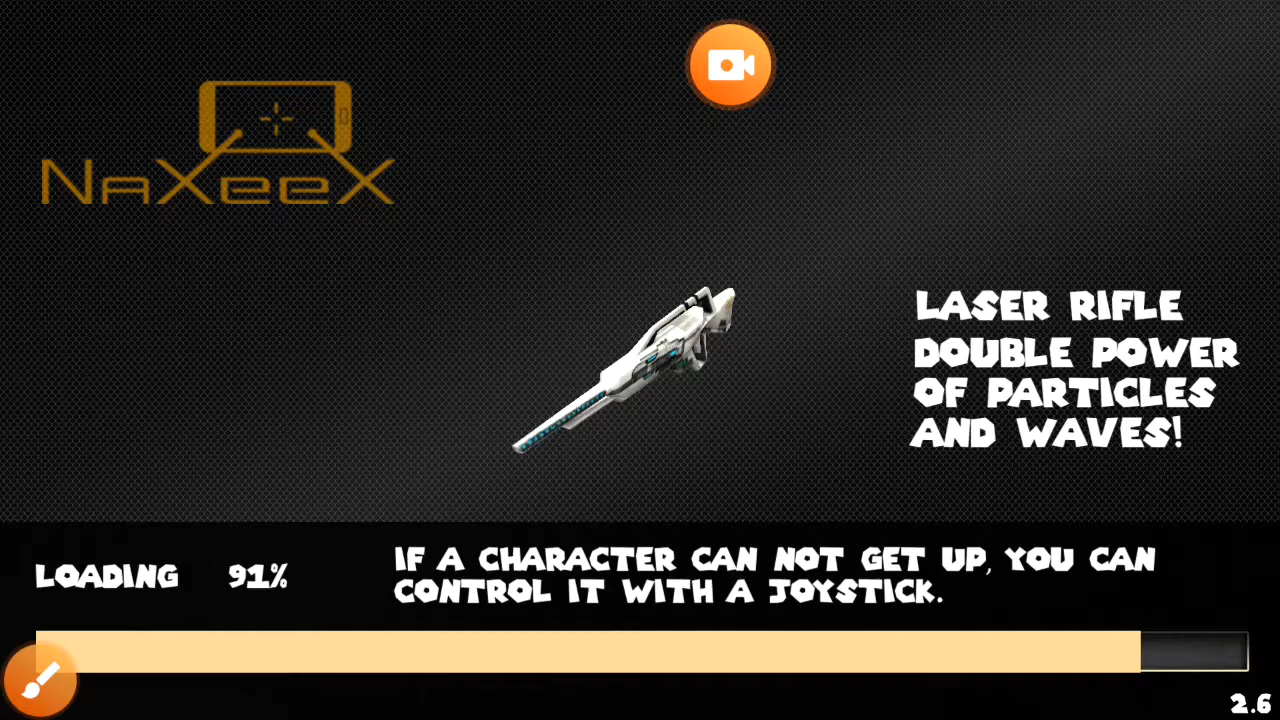 NaXeeX
LASER RIFLE
DOUBLE POWER
OF PARTICLES
AND WAVES!
LOADING 91%
IF A CHARACTER CAN NOT GET UP, YOU CAN
CONTROL IT WITH A JOYSTICK.
2.6